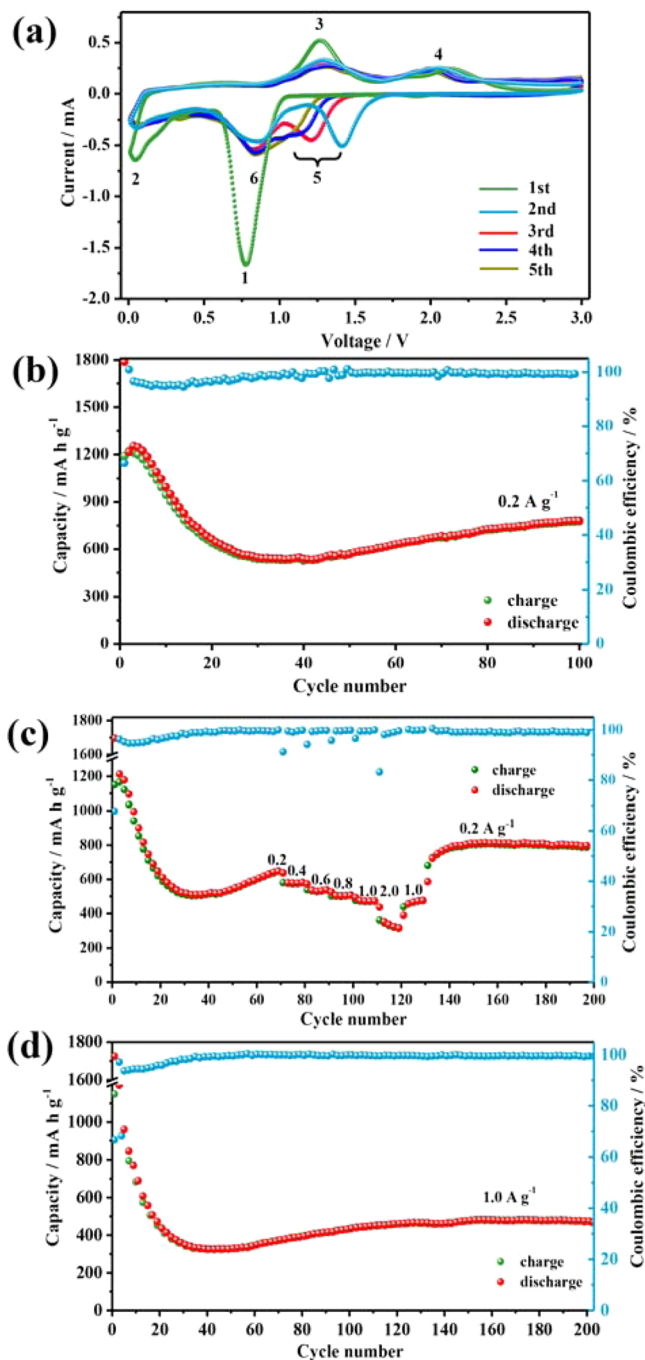 (a)
0.5
0.0
-0.5
-1.0
-1.5
-2.0
Current / mA
3
4
2
6
5
1
1st
2nd
3rd
4th
5th
0.0 0.5 1.0 1.5 2.0 2.5 3.0
Voltage / V
(b)
1800
1500
1200
900
600
300
0
Capacity / mA h g⁻¹
100
80
60
40
20
0
Coulombic efficiency / %
0.2 A g⁻¹
charge
discharge
0 20 40 60 80 100
Cycle number
(c)
1800
1600
1200
1000
800
600
400
200
0
Capacity / mA h g⁻¹
100
80
60
40
20
0
Coulombic efficiency / %
charge
discharge
0.2 0.4 0.6 0.8 1.0 2.0 1.0
0.2 A g⁻¹
0 20 40 60 80 100 120 140 160 180 200
Cycle number
(d)
1800
1600
1000
800
600
400
200
0
Capacity / mA h g⁻¹
100
80
60
40
20
0
Coulombic efficiency / %
1.0 A g⁻¹
charge
discharge
0 20 40 60 80 100 120 140 160 180 200
Cycle number